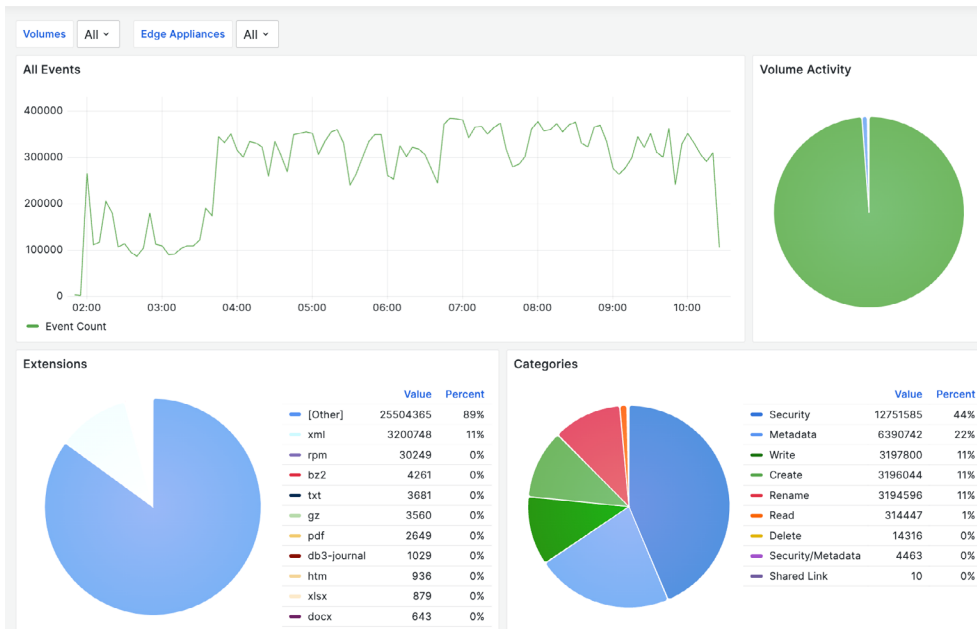 Volumes All Edge Appliances All
All Events
400000
300000
200000
100000
0
02:00 03:00 04:00 05:00 06:00 07:00 08:00 09:00 10:00
Event Count
Volume Activity
Extensions
Value Percent
[Other] 25504365 89%
xml 3200748 11%
rpm 30249 0%
bz2 4261 0%
txt 3681 0%
gz 3560 0%
pdf 2649 0%
db3-journal 1029 0%
htm 936 0%
xlsx 879 0%
docx 643 0%
Categories
Value Percent
Security 12751585 44%
Metadata 6390742 22%
Write 3197800 11%
Create 3196044 11%
Rename 3194596 11%
Read 314447 1%
Delete 14316 0%
Security/Metadata 4463 0%
Shared Link 10 0%